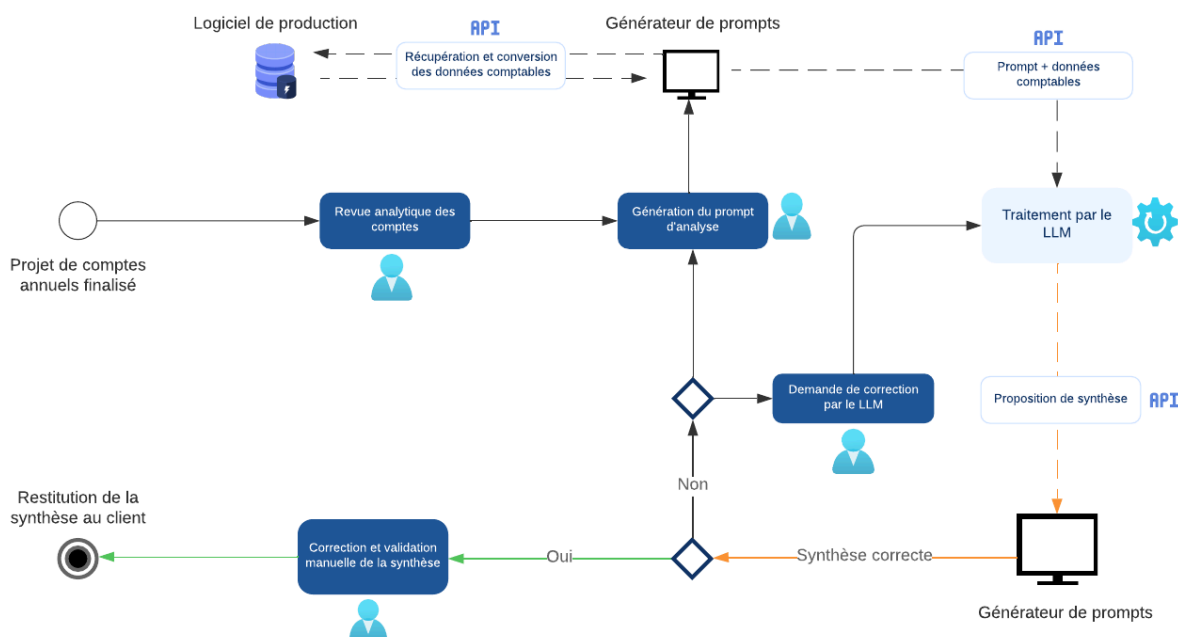 Logiciel de production
API
Générateur de prompts
API
Récupération et conversion
des données comptables
Prompt + données
comptables
Revue analytique des
comptes
Génération du prompt
d'analyse
Traitement par le
LLM
Projet de comptes
annuels finalisé
Demande de correction
par le LLM
Proposition de synthèse
API
Non
Restitution de la
synthèse au client
Correction et validation
manuelle de la synthèse
Oui
Synthèse correcte
Générateur de prompts